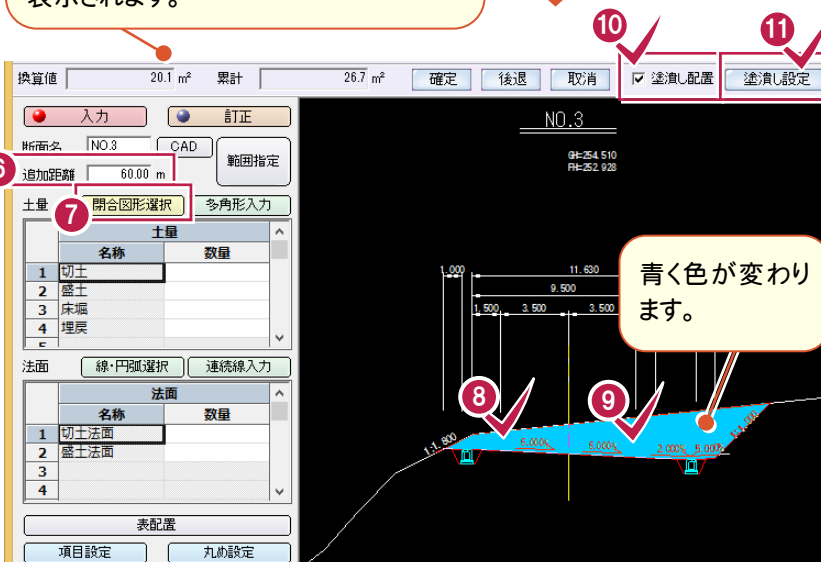 表示されます。
10
11
換算値 20.1 m² 累計 26.7 m² 確定 後退 取消 塗潰し配置 塗潰し設定
入力 訂正
断面名 NO.3 CAD 範囲指定
6 追加距離 60.00 m
土量 7 閉合図形選択 多角形入力
土量
名称 数量
1 切土
2 盛土
3 床堀
4 埋戻
法面 線・円弧選択 連続線入力
法面
名称 数量
1 切土法面
2 盛土法面
3
4
表配置
項目設定 丸め設定
NO.3
GH=254.510
FH=252.928
1.000 11.630
9.500
1.500 3.500 3.500
青く色が変わり
ます。
8 9
1:1.800 5.000% 5.000% 2.000% 5.000%